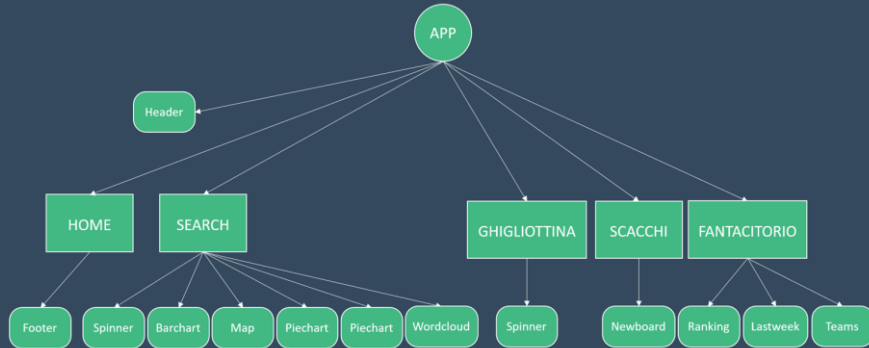 APP
Header
HOME
SEARCH
GHIGLIOTTINA
SCACCHI
FANTACITORIO
Footer
Spinner
Barchart
Map
Piechart
Piechart
Wordcloud
Spinner
Newboard
Ranking
Lastweek
Teams